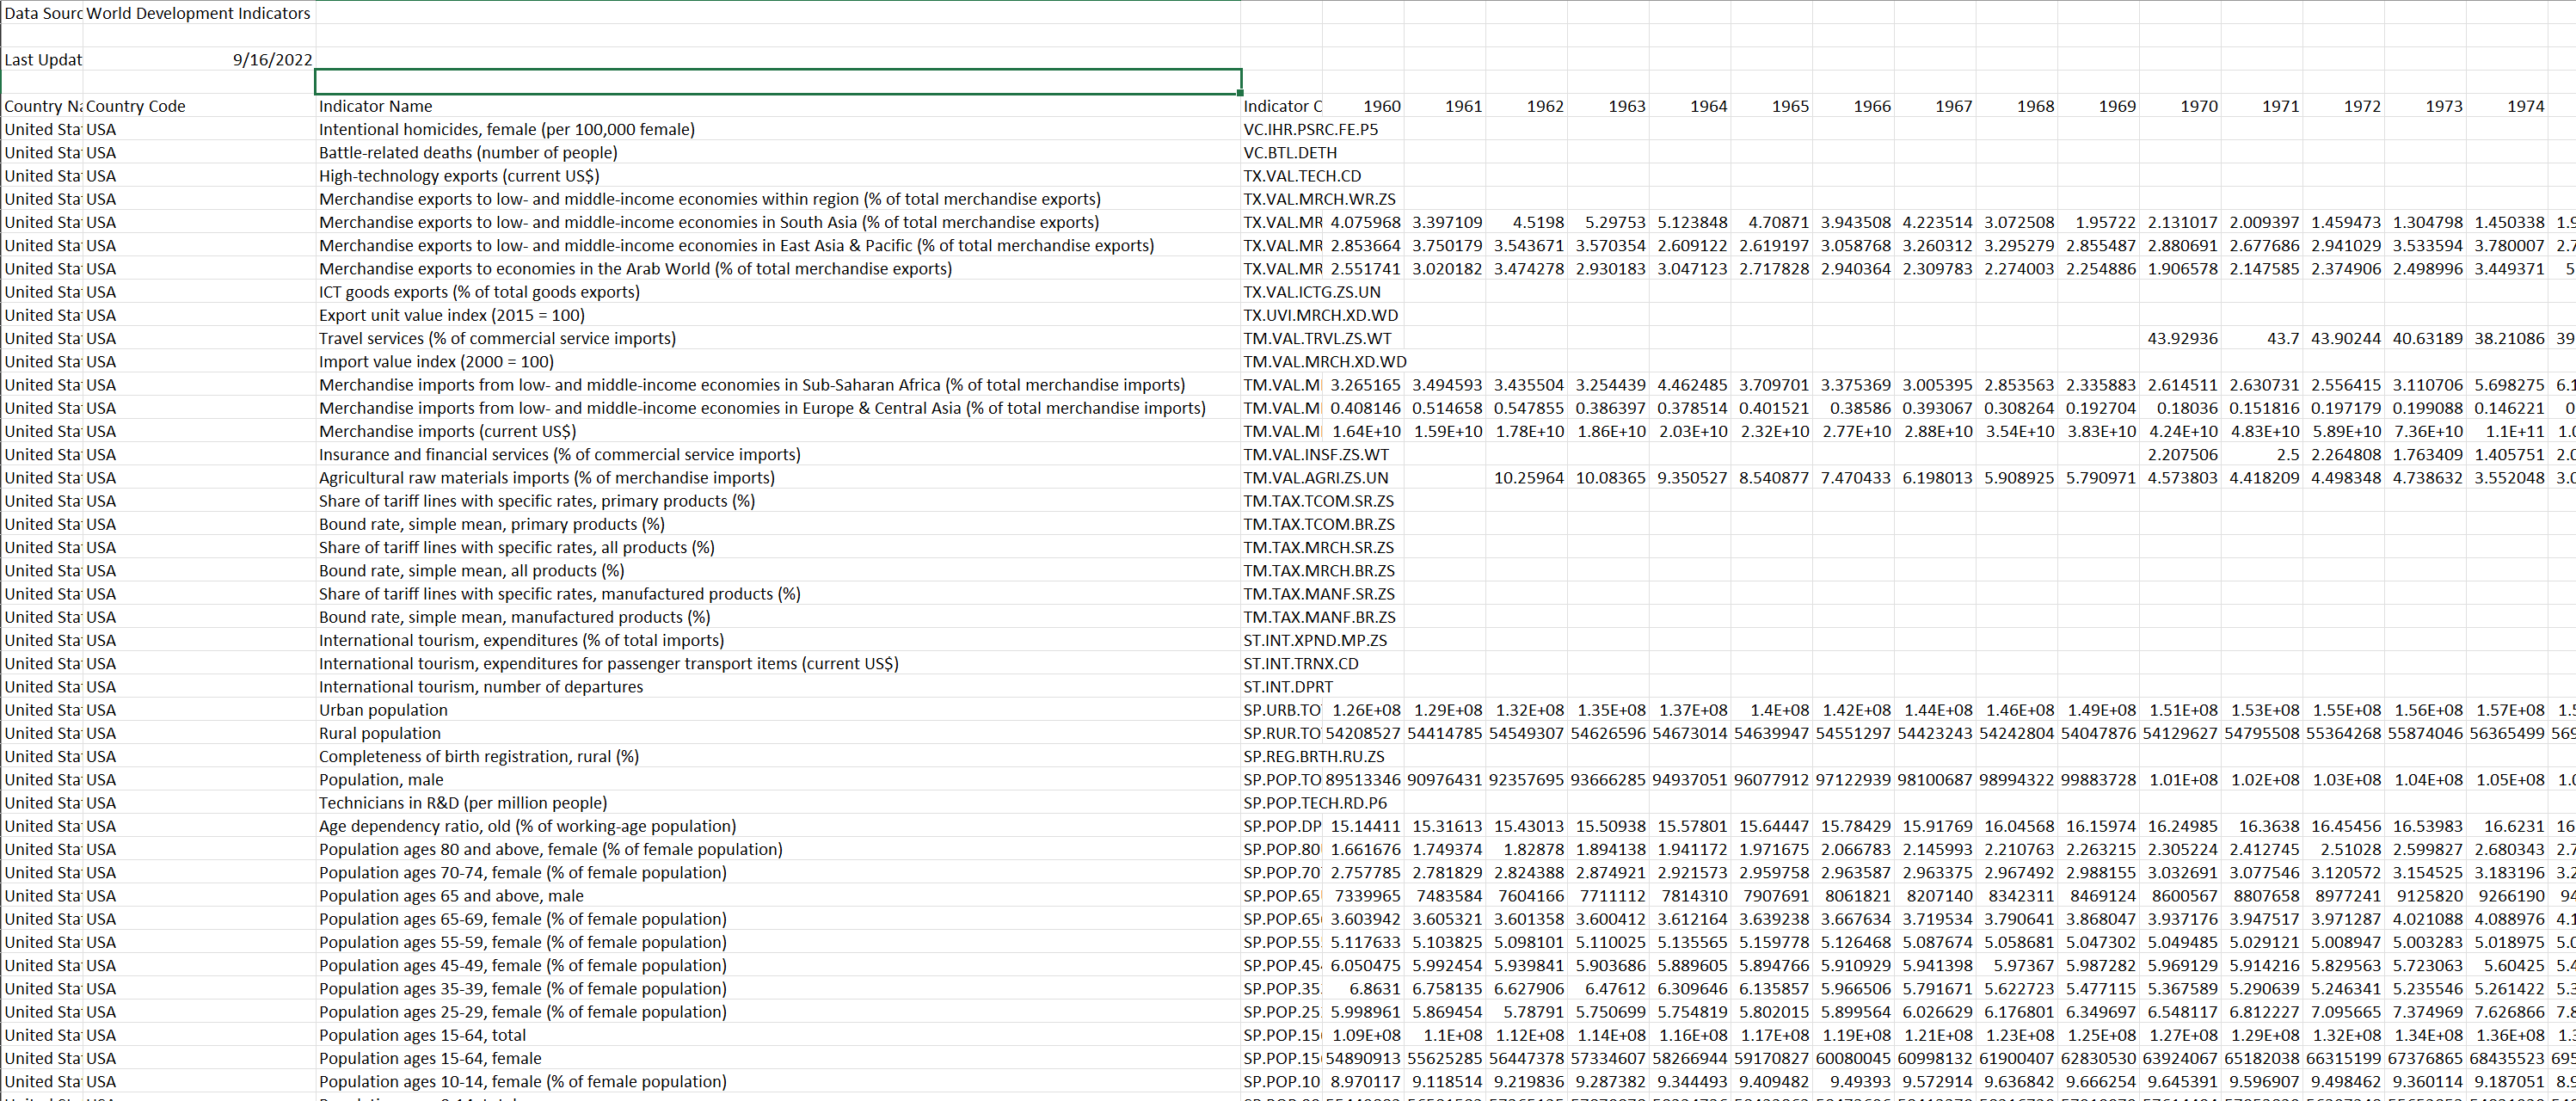 Data Sourc World Development Indicators
Last Updat 9/16/2022
Country Na Country Code Indicator Name Indicator C 1960 1961 1962 1963 1964 1965 1966 1967 1968 1969 1970 1971 1972 1973 1974
United Sta USA Intentional homicides, female (per 100,000 female) VC.IHR.PSRC.FE.P5
United Sta USA Battle-related deaths (number of people) VC.BTL.DETH
United Sta USA High-technology exports (current US$) TX.VAL.TECH.CD
United Sta USA Merchandise exports to low- and middle-income economies within region (% of total merchandise exports) TX.VAL.MRCH.WR.ZS
United Sta USA Merchandise exports to low- and middle-income economies in South Asia (% of total merchandise exports) TX.VAL.MR 4.075968 3.397109 4.5198 5.29753 5.123848 4.70871 3.943508 4.223514 3.072508 1.95722 2.131017 2.009397 1.459473 1.304798 1.450338 1.9
United Sta USA Merchandise exports to low- and middle-income economies in East Asia & Pacific (% of total merchandise exports) TX.VAL.MR 2.853664 3.750179 3.543671 3.570354 2.609122 2.619197 3.058768 3.260312 3.295279 2.855487 2.880691 2.677686 2.941029 3.533594 3.780007 2.7
United Sta USA Merchandise exports to economies in the Arab World (% of total merchandise exports) TX.VAL.MR 2.551741 3.020182 3.474278 2.930183 3.047123 2.717828 2.940364 2.309783 2.274003 2.254886 1.906578 2.147585 2.374906 2.498996 3.449371 5
United Sta USA ICT goods exports (% of total goods exports) TX.VAL.ICTG.ZS.UN
United Sta USA Export unit value index (2015 = 100) TX.UVI.MRCH.XD.WD
United Sta USA Travel services (% of commercial service imports) TM.VAL.TRVL.ZS.WT 43.92936 43.7 43.90244 40.63189 38.21086 39
United Sta USA Import value index (2000 = 100) TM.VAL.MRCH.XD.WD
United Sta USA Merchandise imports from low- and middle-income economies in Sub-Saharan Africa (% of total merchandise imports) TM.VAL.M 3.265165 3.494593 3.435504 3.254439 4.462485 3.709701 3.375369 3.005395 2.853563 2.335883 2.614511 2.630731 2.556415 3.110706 5.698275 6.1
United Sta USA Merchandise imports from low- and middle-income economies in Europe & Central Asia (% of total merchandise imports) TM.VAL.M 0.408146 0.514658 0.547855 0.386397 0.378514 0.401521 0.38586 0.393067 0.308264 0.192704 0.18036 0.151816 0.197179 0.199088 0.146221 0
United Sta USA Merchandise imports (current US$) TM.VAL.M 1.64E+10 1.59E+10 1.78E+10 1.86E+10 2.03E+10 2.32E+10 2.77E+10 2.88E+10 3.54E+10 3.83E+10 4.24E+10 4.83E+10 5.89E+10 7.36E+10 1.1E+11 1.0
United Sta USA Insurance and financial services (% of commercial service imports) TM.VAL.INSF.ZS.WT 2.207506 2.5 2.264808 1.763409 1.405751 2.0
United Sta USA Agricultural raw materials imports (% of merchandise imports) TM.VAL.AGRI.ZS.UN 10.25964 10.08365 9.350527 8.540877 7.470433 6.198013 5.908925 5.790971 4.573803 4.418209 4.498348 4.738632 3.552048 3.0
United Sta USA Share of tariff lines with specific rates, primary products (%) TM.TAX.TCOM.SR.ZS
United Sta USA Bound rate, simple mean, primary products (%) TM.TAX.TCOM.BR.ZS
United Sta USA Share of tariff lines with specific rates, all products (%) TM.TAX.MRCH.SR.ZS
United Sta USA Bound rate, simple mean, all products (%) TM.TAX.MRCH.BR.ZS
United Sta USA Share of tariff lines with specific rates, manufactured products (%) TM.TAX.MANF.SR.ZS
United Sta USA Bound rate, simple mean, manufactured products (%) TM.TAX.MANF.BR.ZS
United Sta USA International tourism, expenditures (% of total imports) ST.INT.XPND.MP.ZS
United Sta USA International tourism, expenditures for passenger transport items (current US$) ST.INT.TRNX.CD
United Sta USA International tourism, number of departures ST.INT.DPRT
United Sta USA Urban population SP.URB.TO 1.26E+08 1.29E+08 1.32E+08 1.35E+08 1.37E+08 1.4E+08 1.42E+08 1.44E+08 1.46E+08 1.49E+08 1.51E+08 1.53E+08 1.55E+08 1.56E+08 1.57E+08 1.5
United Sta USA Rural population SP.RUR.TO 54208527 54414785 54549307 54626596 54673014 54639947 54551297 54423243 54242804 54047876 54129627 54795508 55364268 55874046 56365499 569
United Sta USA Completeness of birth registration, rural (%) SP.REG.BRTH.RU.ZS
United Sta USA Population, male SP.POP.TO 89513346 90976431 92357695 93666285 94937051 96077912 97122939 98100687 98994322 99883728 1.01E+08 1.02E+08 1.03E+08 1.04E+08 1.05E+08 1.0
United Sta USA Technicians in R&D (per million people) SP.POP.TECH.RD.P6
United Sta USA Age dependency ratio, old (% of working-age population) SP.POP.DP 15.14411 15.31613 15.43013 15.50938 15.57801 15.64447 15.78429 15.91769 16.04568 16.15974 16.24985 16.3638 16.45456 16.53983 16.6231 16
United Sta USA Population ages 80 and above, female (% of female population) SP.POP.80 1.661676 1.749374 1.82878 1.894138 1.941172 1.971675 2.066783 2.145993 2.210763 2.263215 2.305224 2.412745 2.51028 2.599827 2.680343 2.7
United Sta USA Population ages 70-74, female (% of female population) SP.POP.70 2.757785 2.781829 2.824388 2.874921 2.921573 2.959758 2.963587 2.963375 2.967492 2.988155 3.032691 3.077546 3.120572 3.154525 3.183196 3.2
United Sta USA Population ages 65 and above, male SP.POP.65 7339965 7483584 7604166 7711112 7814310 7907691 8061821 8207140 8342311 8469124 8600567 8807658 8977241 9125820 9266190 94
United Sta USA Population ages 65-69, female (% of female population) SP.POP.65 3.603942 3.605321 3.601358 3.600412 3.612164 3.639238 3.667634 3.719534 3.790641 3.868047 3.937176 3.947517 3.971287 4.021088 4.088976 4.1
United Sta USA Population ages 55-59, female (% of female population) SP.POP.55 5.117633 5.103825 5.098101 5.110025 5.135565 5.159778 5.126468 5.087674 5.058681 5.047302 5.049485 5.029121 5.008947 5.003283 5.018975 5.0
United Sta USA Population ages 45-49, female (% of female population) SP.POP.45 6.050475 5.992454 5.939841 5.903686 5.889605 5.894766 5.910929 5.941398 5.97367 5.987282 5.969129 5.914216 5.829563 5.723063 5.60425 5.4
United Sta USA Population ages 35-39, female (% of female population) SP.POP.35 6.8631 6.758135 6.627906 6.47612 6.309646 6.135857 5.966506 5.791671 5.622723 5.477115 5.367589 5.290639 5.246341 5.235546 5.261422 5.3
United Sta USA Population ages 25-29, female (% of female population) SP.POP.25 5.998961 5.869454 5.78791 5.750699 5.754819 5.802015 5.899564 6.026629 6.176801 6.349697 6.548117 6.812227 7.095665 7.374969 7.626866 7.8
United Sta USA Population ages 15-64, total SP.POP.15 1.09E+08 1.1E+08 1.12E+08 1.14E+08 1.16E+08 1.17E+08 1.19E+08 1.21E+08 1.23E+08 1.25E+08 1.27E+08 1.29E+08 1.32E+08 1.34E+08 1.36E+08 1.3
United Sta USA Population ages 15-64, female SP.POP.15 54890913 55625285 56447378 57334607 58266944 59170827 60080045 60998132 61900407 62830530 63924067 65182038 66315199 67376865 68435523 695
United Sta USA Population ages 10-14, female (% of female population) SP.POP.10 8.970117 9.118514 9.219836 9.287382 9.344493 9.409482 9.49393 9.572914 9.636842 9.666254 9.645391 9.596907 9.498462 9.360114 9.187051 8.9